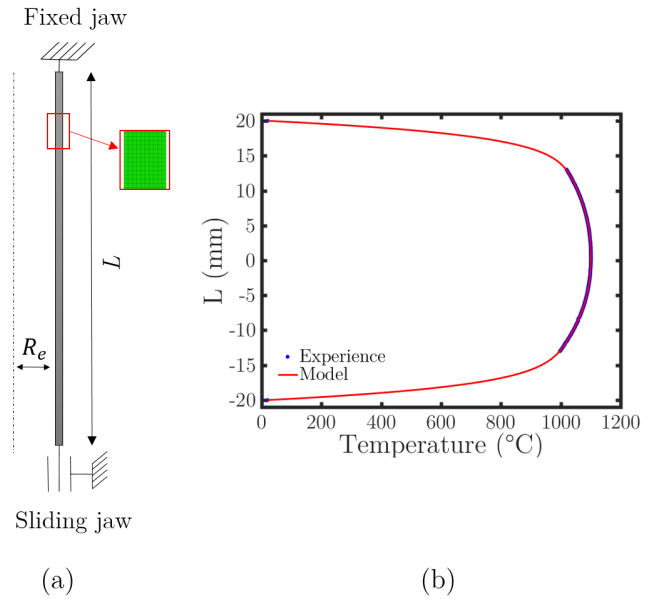 Fixed jaw
L
R_e
Sliding jaw
(a)
L (mm)
20
15
10
5
0
-5
-10
-15
-20
Experience
Model
0 200 400 600 800 1000 1200
Temperature (°C)
(b)